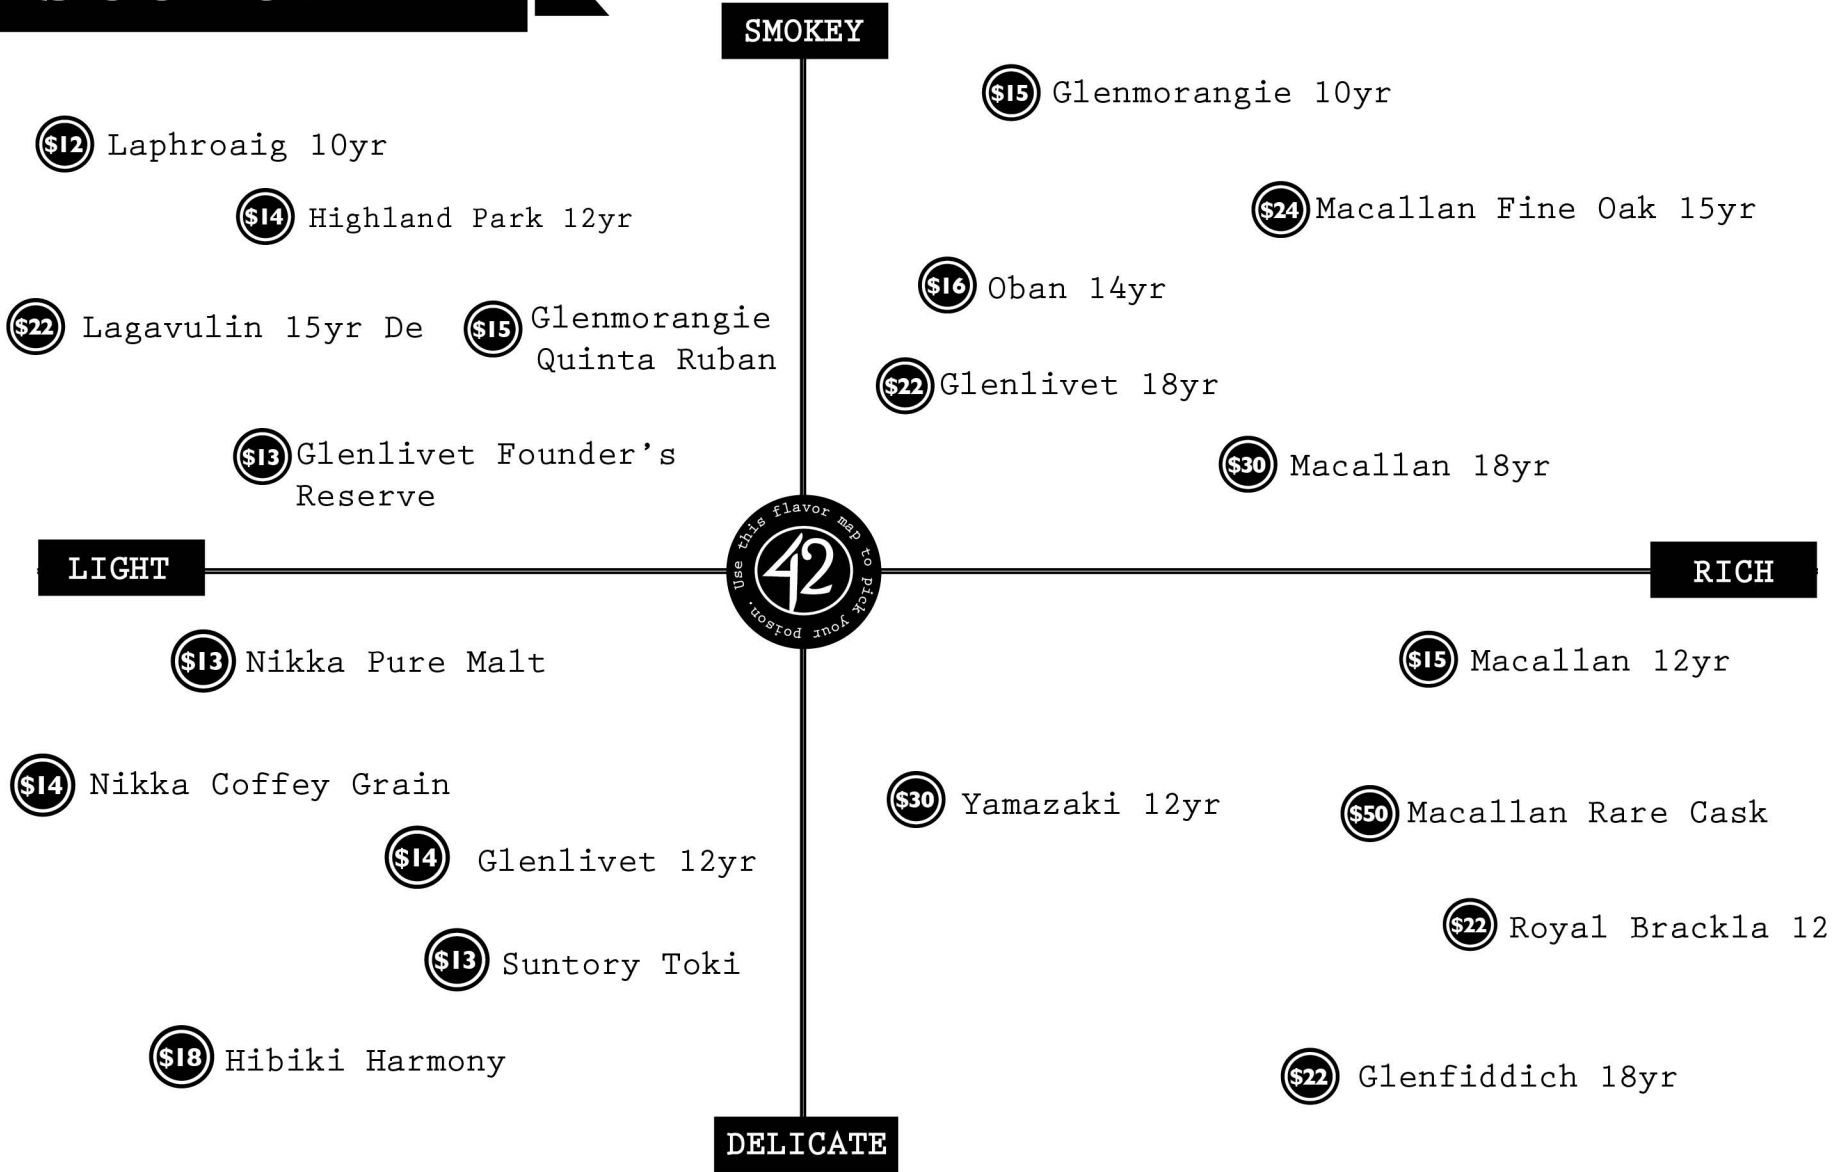 SMOKEY
$15 Glenmorangie 10yr
$12 Laphroaig 10yr
$24 Macallan Fine Oak 15yr
$14 Highland Park 12yr
$16 Oban 14yr
$22 Lagavulin 15yr De
$15 Glenmorangie
Quinta Ruban
$22 Glenlivet 18yr
$13 Glenlivet Founder's
Reserve
$30 Macallan 18yr
LIGHT
Use this flavor map to pick your poison.
42
RICH
$13 Nikka Pure Malt
$15 Macallan 12yr
$14 Nikka Coffey Grain
$30 Yamazaki 12yr
$50 Macallan Rare Cask
$14 Glenlivet 12yr
$22 Royal Brackla 12
$13 Suntory Toki
$18 Hibiki Harmony
$22 Glenfiddich 18yr
DELICATE